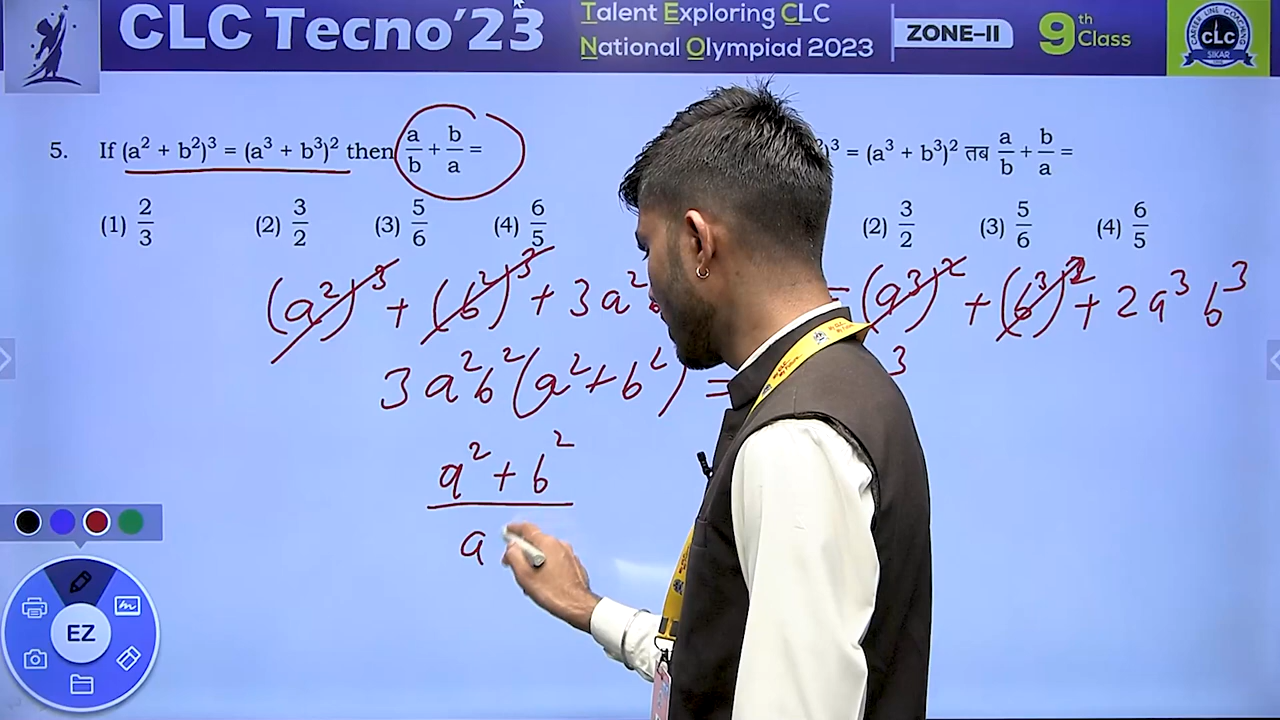 CLC Tecno'23
Talent Exploring CLC
National Olympiad 2023
ZONE–II
9th Class
CLC
SIKAR
5. If (a² + b²)³ = (a³ + b³)² then a/b + b/a =
)³ = (a³ + b³)² तब a/b + b/a =
(1) 2/3 (2) 3/2 (3) 5/6 (4) 6/5
(2) 3/2 (3) 5/6 (4) 6/5
(a²)³ + (b²)³ + 3a² = (a³)² + (b³)² + 2a³b³
3a²b²(a²+b²) = 3
a² + b²
a
EZ